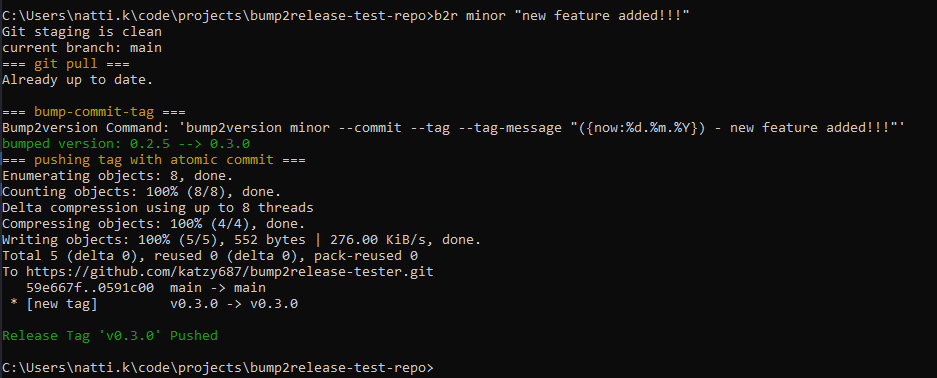 C:\Users\natti.k\code\projects\bump2release-test-repo>b2r minor "new feature added!!!"
Git staging is clean
current branch: main
=== git pull ===
Already up to date.
=== bump-commit-tag ===
Bump2version Command: 'bump2version minor --commit --tag --tag-message "({now:%d.%m.%Y}) - new feature added!!!"'
bumped version: 0.2.5 --> 0.3.0
=== pushing tag with atomic commit ===
Enumerating objects: 8, done.
Counting objects: 100% (8/8), done.
Delta compression using up to 8 threads
Compressing objects: 100% (4/4), done.
Writing objects: 100% (5/5), 552 bytes | 276.00 KiB/s, done.
Total 5 (delta 0), reused 0 (delta 0), pack-reused 0
To https://github.com/katzy687/bump2release-tester.git
   59e667f..0591c00  main -> main
 * [new tag]         v0.3.0 -> v0.3.0
Release Tag 'v0.3.0' Pushed
C:\Users\natti.k\code\projects\bump2release-test-repo>